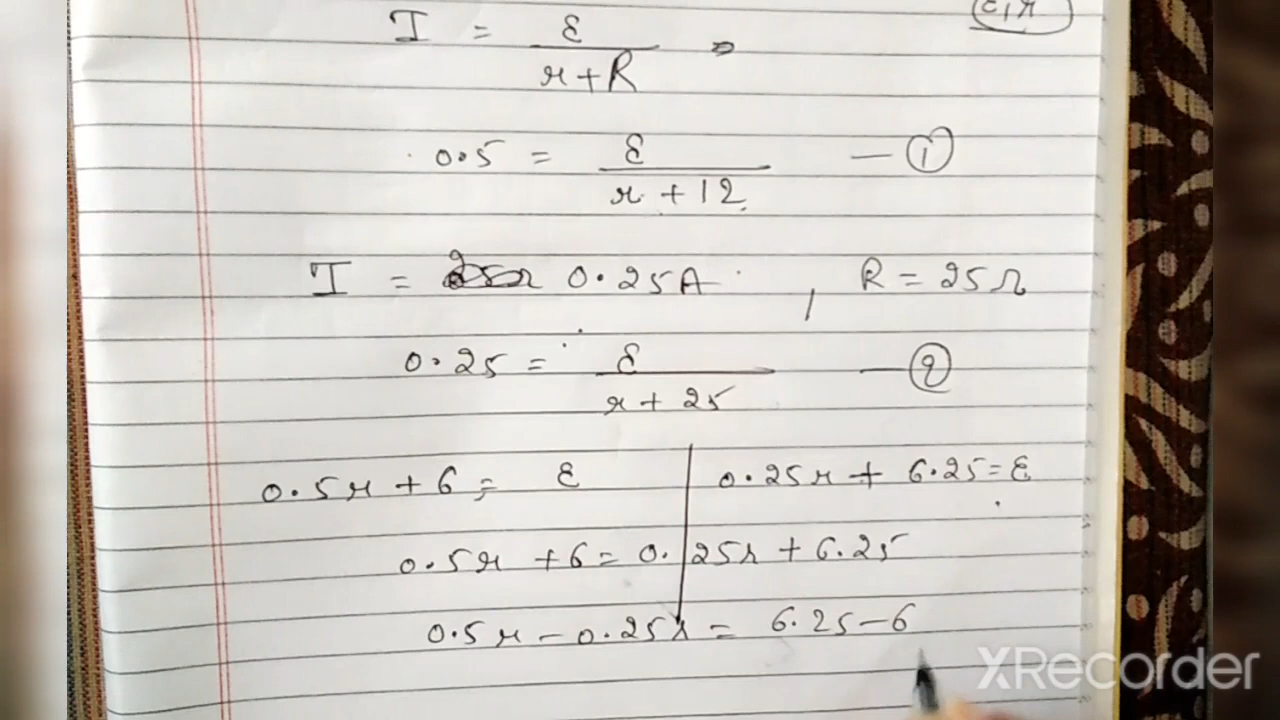 ε, r
I = ε / r + R
0.5 = ε / r + 12 — ①
I = 0.25A , R = 25Ω
0.25 = ε / r + 25 — ②
0.5r + 6 = ε | 0.25r + 6.25 = ε
0.5r + 6 = 0.25r + 6.25
0.5r - 0.25r = 6.25 - 6
XRecorder